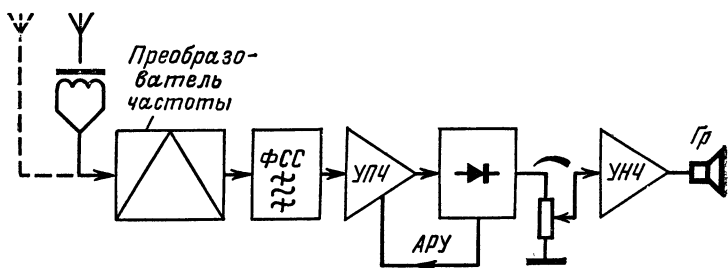 Преобразо-
ватель
частоты
ФСС
УПЧ
АРУ
УНЧ
Гр